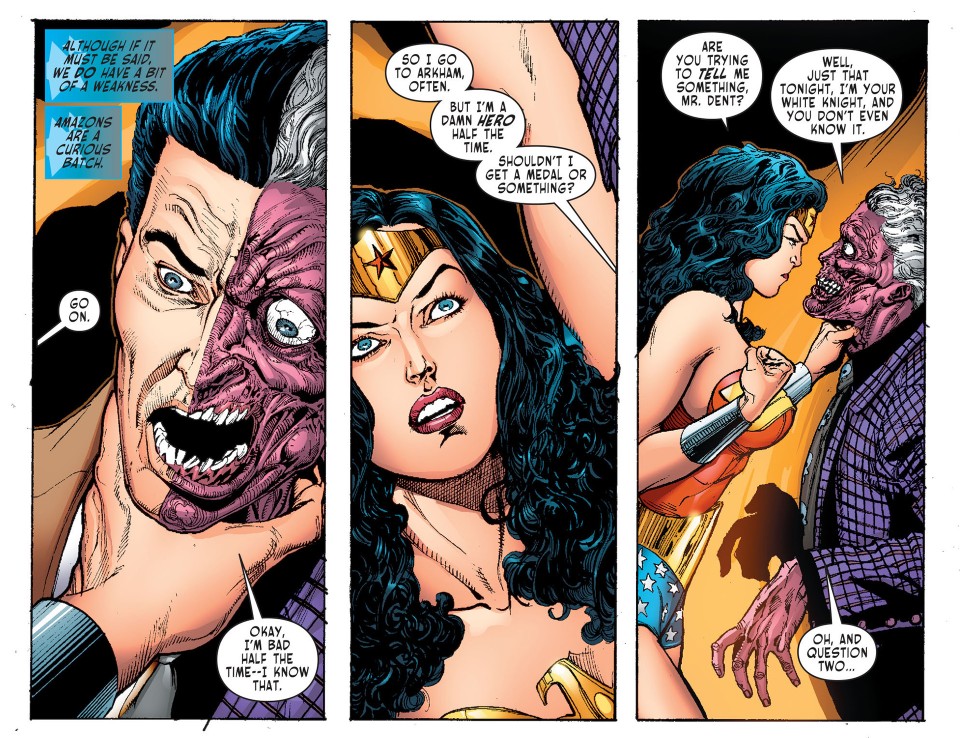 ALTHOUGH IF IT
MUST BE SAID,
WE DO HAVE A BIT
OF A WEAKNESS.
AMAZONS
ARE A
CURIOUS
BATCH.
GO
ON.
OKAY,
I'M BAD
HALF THE
TIME--I KNOW
THAT.
SO I GO
TO ARKHAM,
OFTEN.
BUT I'M A
DAMN HERO
HALF THE
TIME.
SHOULDN'T I
GET A MEDAL OR
SOMETHING?
ARE
YOU TRYING
TO TELL ME
SOMETHING,
MR. DENT?
WELL,
JUST THAT
TONIGHT, I'M YOUR
WHITE KNIGHT, AND
YOU DON'T EVEN
KNOW IT.
OH, AND
QUESTION
TWO...